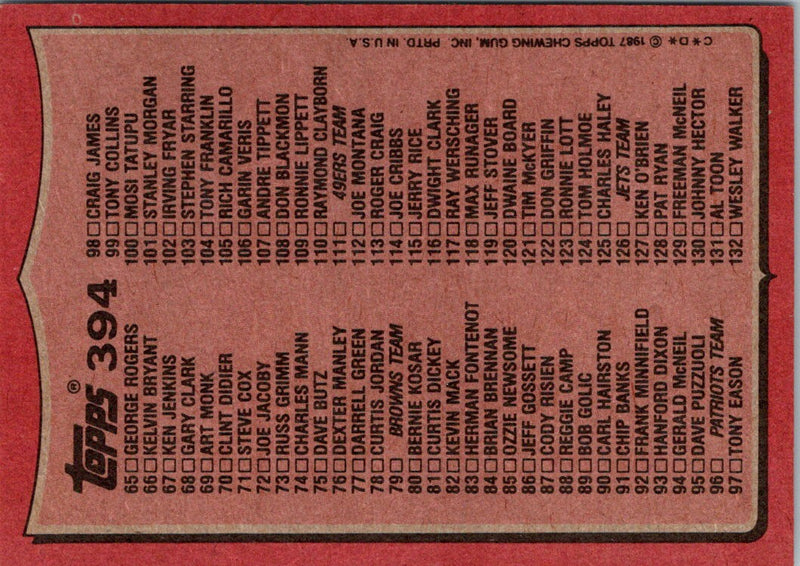 Topps® 394
65 GEORGE ROGERS
66 KELVIN BRYANT
67 KEN JENKINS
68 GARY CLARK
69 ART MONK
70 CLINT DIDIER
71 STEVE COX
72 JOE JACOBY
73 RUSS GRIMM
74 CHARLES MANN
75 DAVE BUTZ
76 DEXTER MANLEY
77 DARRELL GREEN
78 CURTIS JORDAN
79 BROWNS TEAM
80 BERNIE KOSAR
81 CURTIS DICKEY
82 KEVIN MACK
83 HERMAN FONTENOT
84 BRIAN BRENNAN
85 OZZIE NEWSOME
86 JEFF GOSSETT
87 CODY RISIEN
88 REGGIE CAMP
89 BOB GOLIC
90 CARL HAIRSTON
91 CHIP BANKS
92 FRANK MINNIFIELD
93 HANFORD DIXON
94 GERALD McNEIL
95 DAVE PUZZUOLI
96 PATRIOTS TEAM
97 TONY EASON
98 CRAIG JAMES
99 TONY COLLINS
100 MOSI TATUPU
101 STANLEY MORGAN
102 IRVING FRYAR
103 STEPHEN STARRING
104 TONY FRANKLIN
105 RICH CAMARILLO
106 GARIN VERIS
107 ANDRE TIPPETT
108 DON BLACKMON
109 RONNIE LIPPETT
110 RAYMOND CLAYBORN
111 49ERS TEAM
112 JOE MONTANA
113 ROGER CRAIG
114 JOE CRIBBS
115 JERRY RICE
116 DWIGHT CLARK
117 RAY WERSCHING
118 MAX RUNAGER
119 JEFF STOVER
120 DWAINE BOARD
121 TIM McKYER
122 DON GRIFFIN
123 RONNIE LOTT
124 TOM HOLMOE
125 CHARLES HALEY
126 JETS TEAM
127 KEN O'BRIEN
128 PAT RYAN
129 FREEMAN McNEIL
130 JOHNNY HECTOR
131 AL TOON
132 WESLEY WALKER
C*D* © 1987 TOPPS CHEWING GUM, INC. PRTD. IN U.S.A.